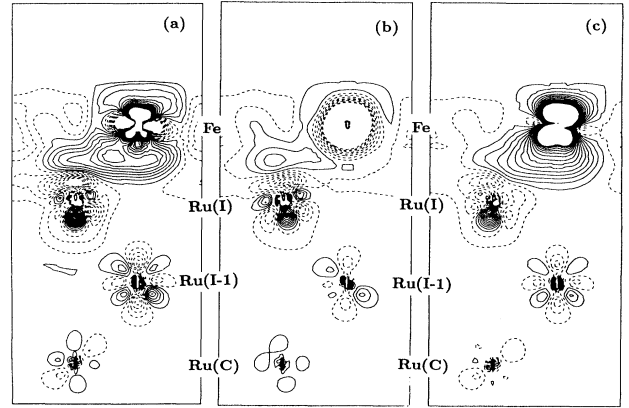 (a) (b) (c)
Fe Fe
Ru(I) Ru(I)
Ru(I-1) Ru(I-1)
Ru(C) Ru(C)